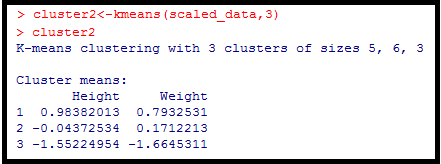 > cluster2<-kmeans(scaled_data,3)
> cluster2
K-means clustering with 3 clusters of sizes 5, 6, 3
Cluster means:
Height Weight
1 0.98382013 0.7932531
2 -0.04372534 0.1712213
3 -1.55224954 -1.6645311